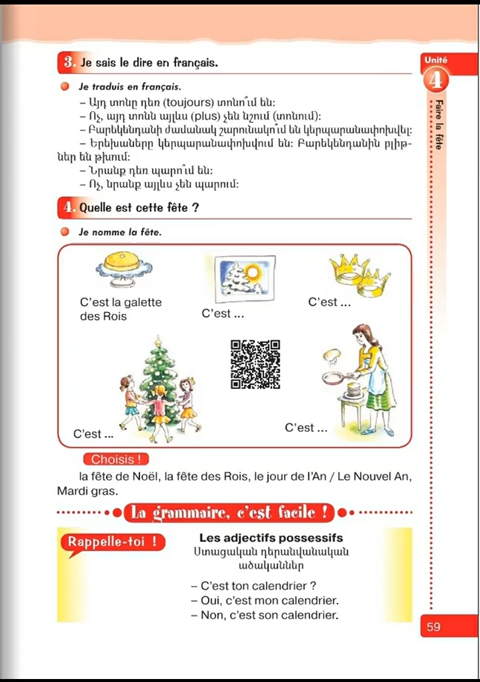 3. Je sais le dire en français.
Je traduis en français.
– Այդ տոնը դեռ (toujours) տոնո՞ւմ են:
– Ոչ, այդ տոնն այլևս (plus) չեն նշում (տոնում):
– Բարեկենդանի ժամանակ շարունակո՞ւմ են կերպարանափոխվել:
– Երեխաները կերպարանափոխվում են: Բարեկենդանին բլիթ-
ներ են թխում:
– Նրանք դեռ պարո՞ւմ են:
– Ոչ, նրանք այլևս չեն պարում:
4. Quelle est cette fête ?
Je nomme la fête.
C'est la galette
des Rois
C'est ...
C'est ...
C'est ...
C'est ...
Choisis !
la fête de Noël, la fête des Rois, le jour de l'An / Le Nouvel An,
Mardi gras.
La grammaire, c'est facile !
Rappelle-toi !
Les adjectifs possessifs
Ստացական դերանվանական
ածականներ
– C'est ton calendrier ?
– Oui, c'est mon calendrier.
– Non, c'est son calendrier.
Unité
4
Faire la fête
59